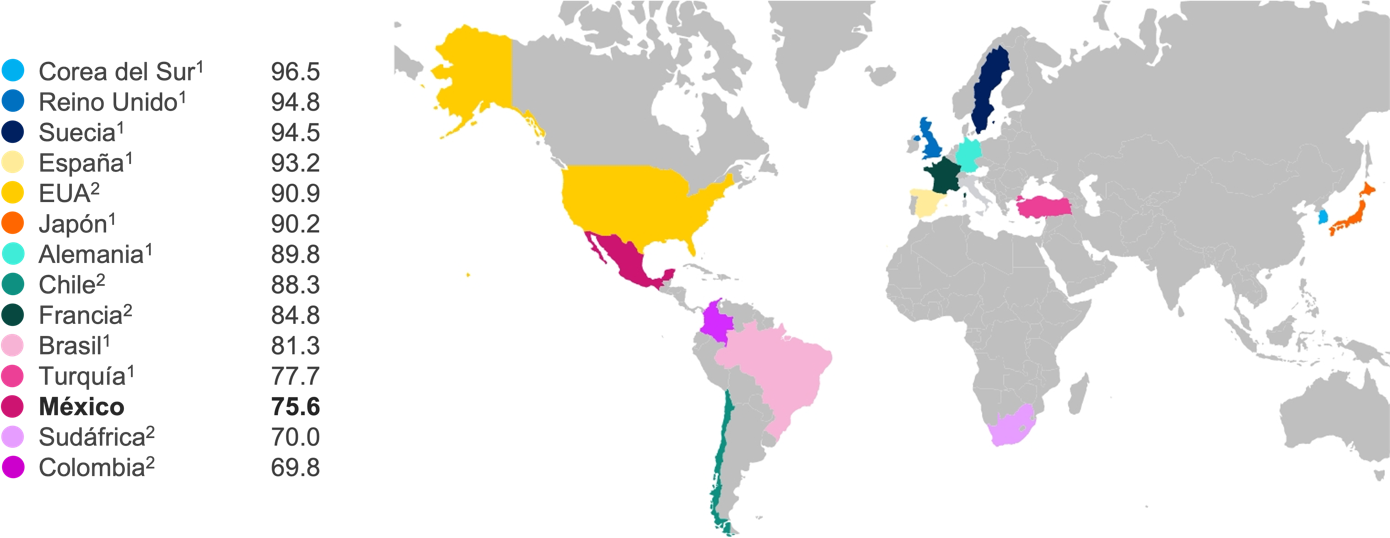 Corea del Sur¹ 96.5
Reino Unido¹ 94.8
Suecia¹ 94.5
España¹ 93.2
EUA² 90.9
Japón¹ 90.2
Alemania¹ 89.8
Chile² 88.3
Francia² 84.8
Brasil¹ 81.3
Turquía¹ 77.7
México 75.6
Sudáfrica² 70.0
Colombia² 69.8